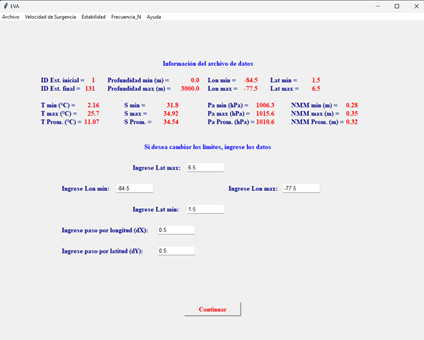 EVA
Archivo Velocidad de Surgencia Estabilidad Frecuencia_N Ayuda
Información del archivo de datos
ID Est. inicial = 1 Profundidad min (m) = 0.0 Lon min = -84.5 Lat min = 1.5
ID Est. final = 131 Profundidad max (m) = 3000.0 Lon max = -77.5 Lat max = 6.5
T min (°C) = 2.16 S min = 31.8 Pa min (hPa) = 1006.3 NMM min (m) = 0.28
T max (°C) = 25.7 S max = 34.92 Pa max (hPa) = 1015.6 NMM max (m) = 0.35
T Prom. (°C) = 11.07 S Prom. = 34.54 Pa Prom. (hPa) = 1010.6 NMM Prom. (m) = 0.32
Si desea cambiar los limites, ingrese los datos
Ingrese Lat max: 6.5
Ingrese Lon min: -84.5 Ingrese Lon max: -77.5
Ingrese Lat min: 1.5
Ingrese paso por longitud (dX): 0.5
Ingrese paso por latitud (dY): 0.5
Continuar